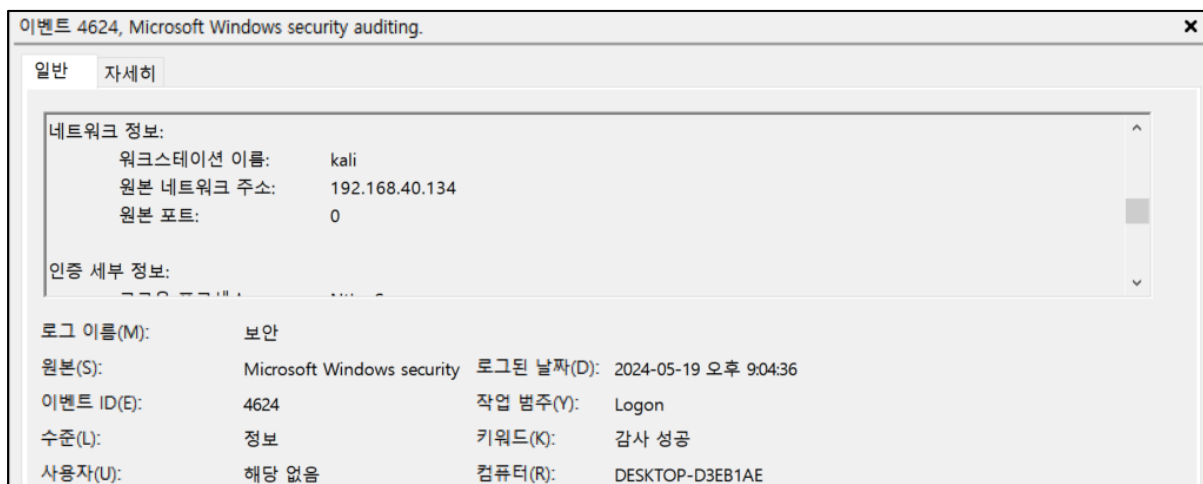 이벤트 4624, Microsoft Windows security auditing.
일반 자세히
네트워크 정보:
워크스테이션 이름: kali
원본 네트워크 주소: 192.168.40.134
원본 포트: 0
인증 세부 정보:
로그 이름(M): 보안
원본(S): Microsoft Windows security 로그된 날짜(D): 2024-05-19 오후 9:04:36
이벤트 ID(E): 4624 작업 범주(Y): Logon
수준(L): 정보 키워드(K): 감사 성공
사용자(U): 해당 없음 컴퓨터(R): DESKTOP-D3EB1AE